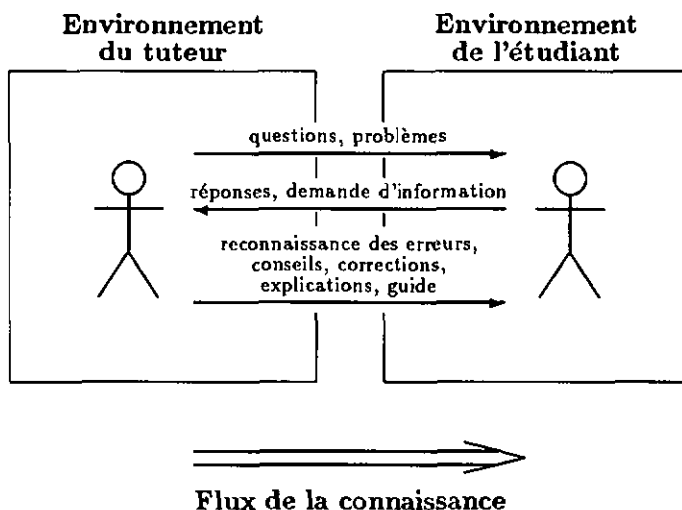 Environnement
du tuteur
Environnement
de l'étudiant
questions, problèmes
réponses, demande d'information
reconnaissance des erreurs,
conseils, corrections,
explications, guide
Flux de la connaissance